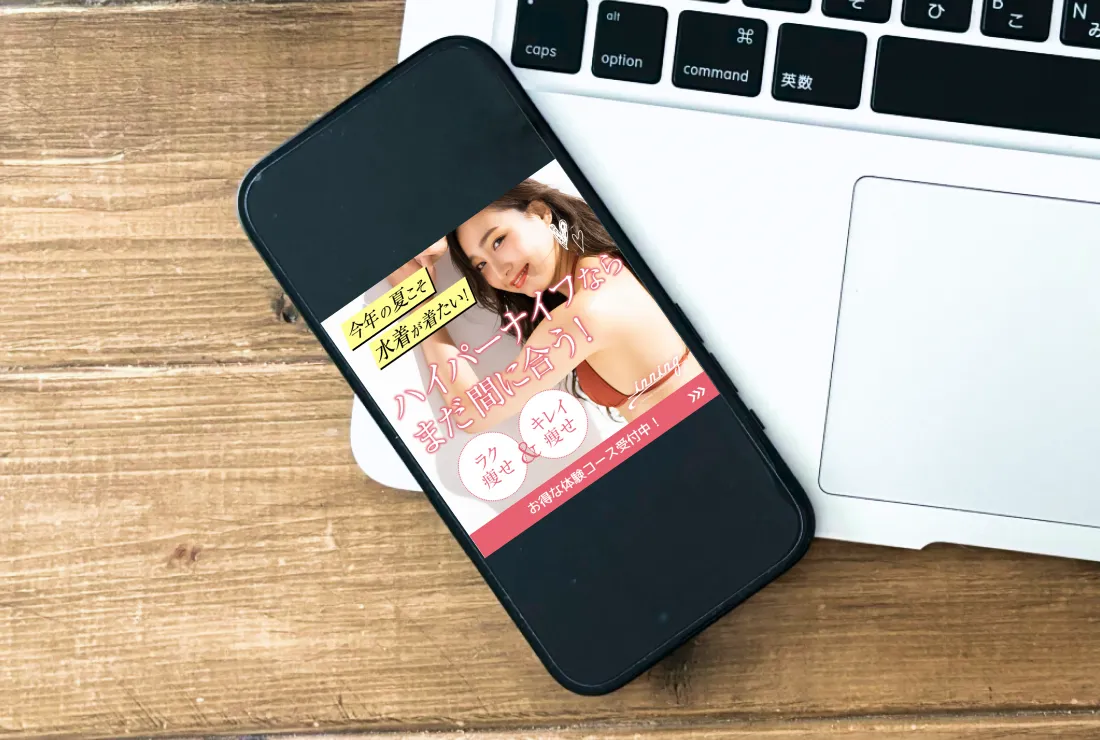 caps
alt
option
⌘
command
英数
そ
ひ
B
こ
N
み
今年の夏こそ
水着が着たい!
ハイパーナイフなら
まだ間に合う!
ラク
痩せ
&
キレイ
痩せ
お得な体験コース受付中!